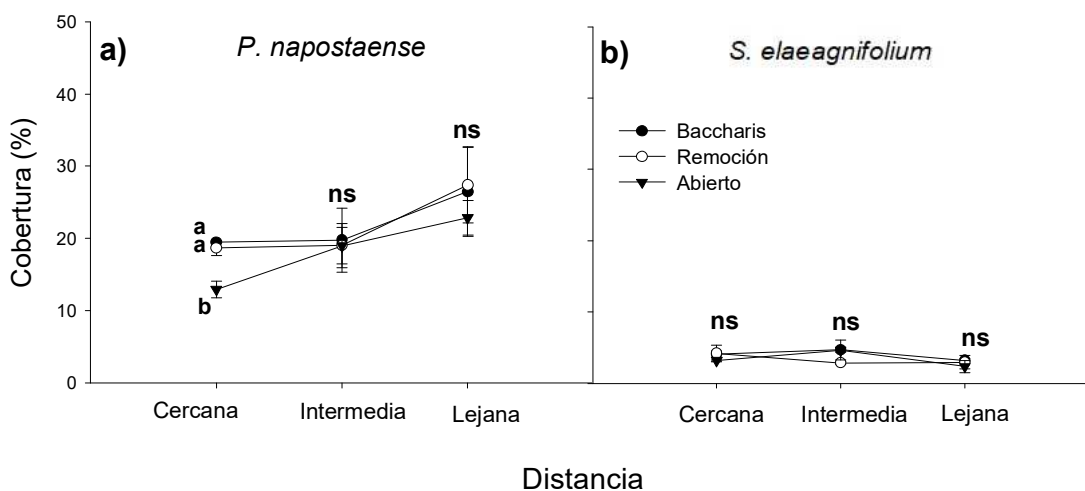 a)
P. napostaense
b)
S. elaeagnifolium
Cobertura (%)
50
40
30
20
10
0
a
a
b
ns
ns
Baccharis
Remoción
Abierto
ns
ns
ns
Cercana
Intermedia
Lejana
Cercana
Intermedia
Lejana
Distancia